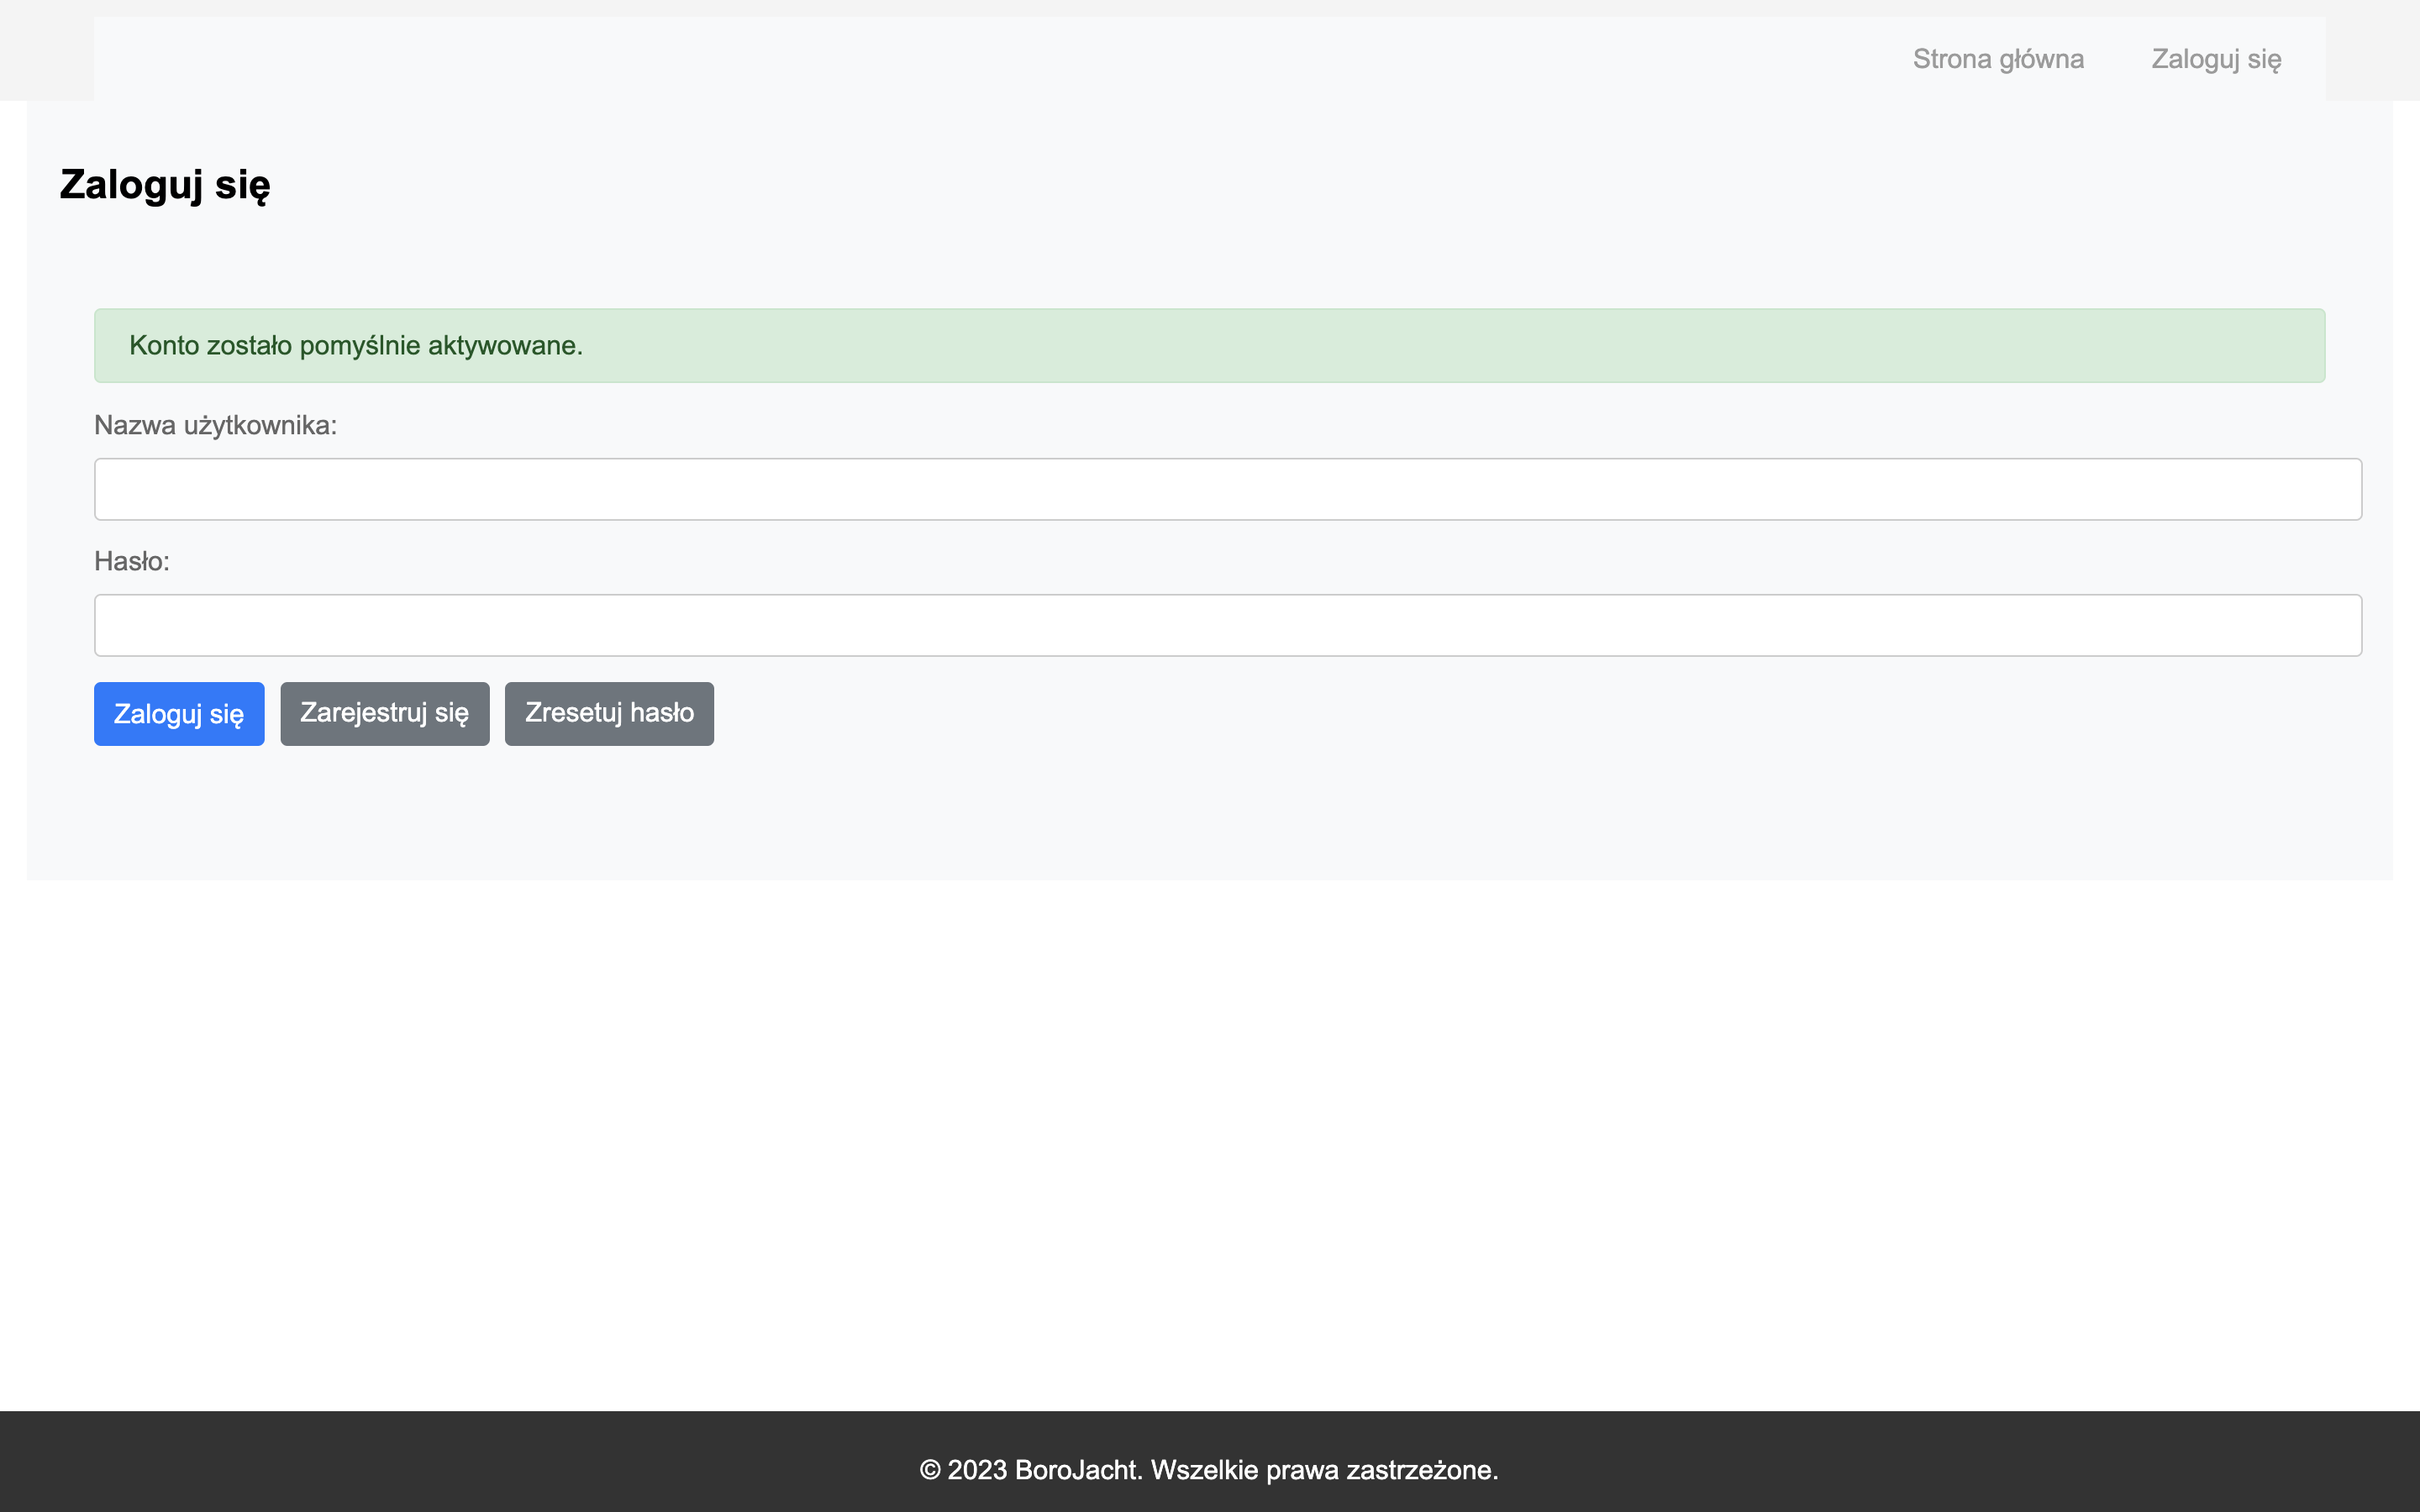 Strona główna Zaloguj się
Zaloguj się
Konto zostało pomyślnie aktywowane.
Nazwa użytkownika:
Hasło:
Zaloguj się Zarejestruj się Zresetuj hasło
© 2023 BoroJacht. Wszelkie prawa zastrzeżone.